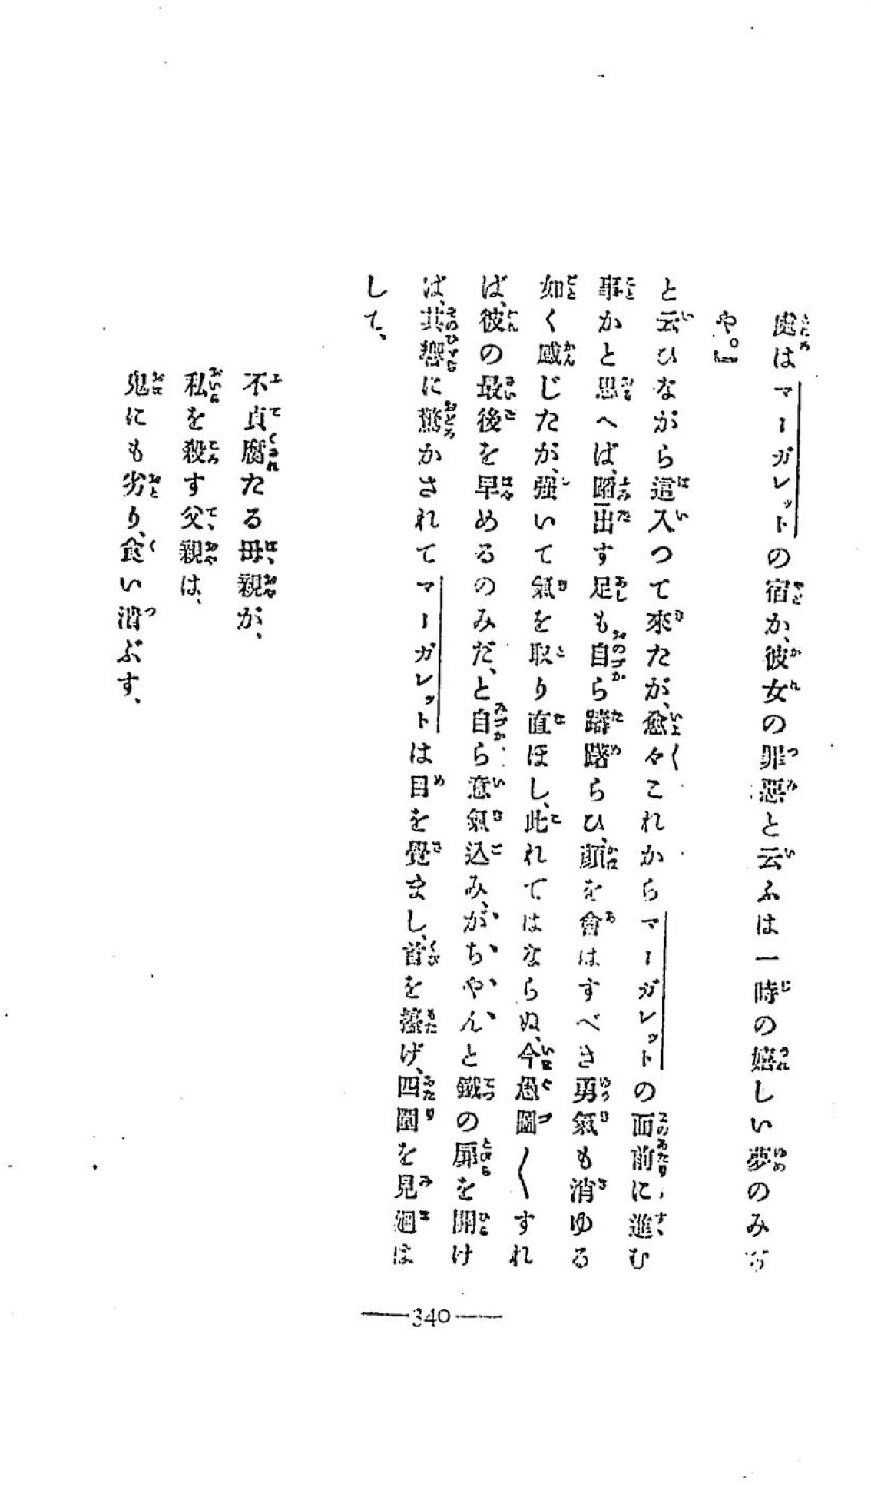 處はマーガレットの宿か、彼女の罪惡と云ふは一時の嬉しい夢のみぢ
や。』
と云ひながら這入つて來たが、愈々これからマーガレットの面前に進む
事かと思へば、踏出す足も自ら躊躇らひ、顏を會はすべき勇氣も消ゆる
如く感じたが、強いて氣を取り直ほし、此れではならぬ、今愚圖〱すれ
ば、彼の最後を早めるのみだ、と自ら意氣込み、がちやんと鐵の扉を開け
ば、其響に驚かされてマーガレットは目を覺まし、首を擡げ、四圍を見廻は
して、
不貞腐たる母親が、
私を殺す父親は、
鬼にも劣り、食い潰ぶす、
340